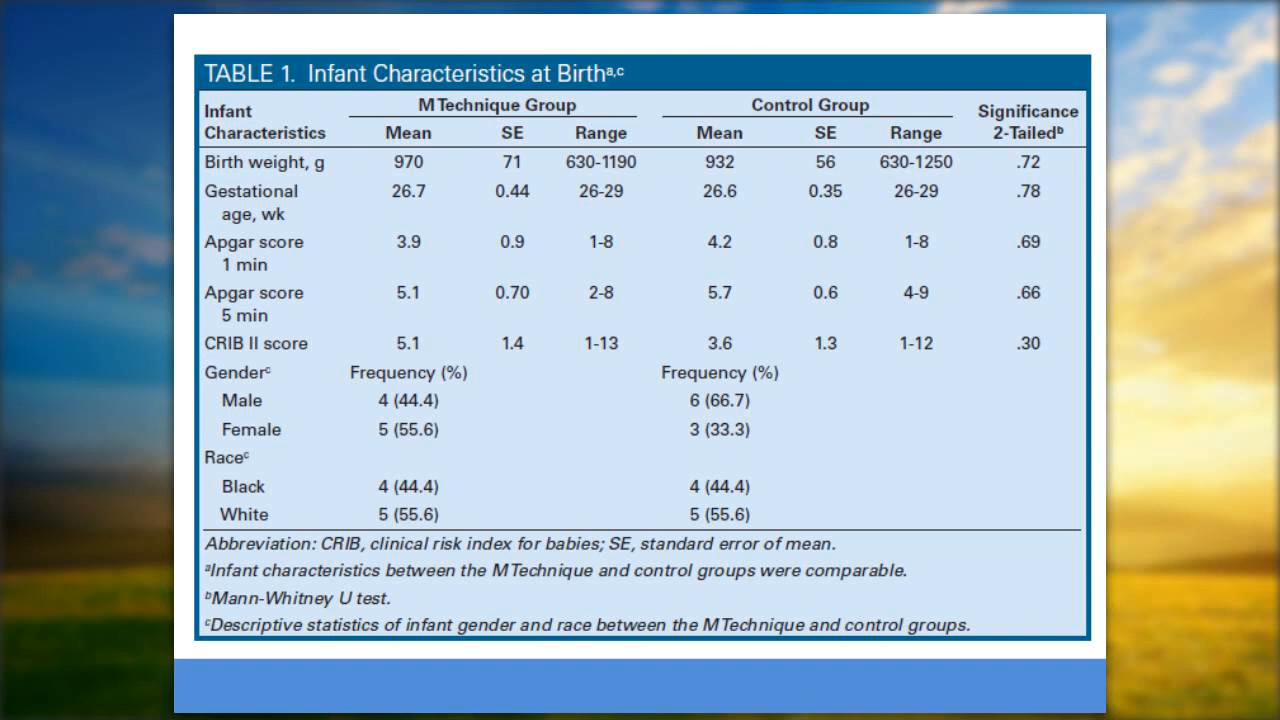 TABLE 1. Infant Characteristics at Birthᵃ,ᶜ
Infant Characteristics M Technique Group Control Group Significance 2-Tailedᵇ
Mean SE Range Mean SE Range
Birth weight, g 970 71 630-1190 932 56 630-1250 .72
Gestational age, wk 26.7 0.44 26-29 26.6 0.35 26-29 .78
Apgar score 1 min 3.9 0.9 1-8 4.2 0.8 1-8 .69
Apgar score 5 min 5.1 0.70 2-8 5.7 0.6 4-9 .66
CRIB II score 5.1 1.4 1-13 3.6 1.3 1-12 .30
Genderᶜ Frequency (%) Frequency (%)
Male 4 (44.4) 6 (66.7)
Female 5 (55.6) 3 (33.3)
Raceᶜ
Black 4 (44.4) 4 (44.4)
White 5 (55.6) 5 (55.6)
Abbreviation: CRIB, clinical risk index for babies; SE, standard error of mean.
ᵃInfant characteristics between the M Technique and control groups were comparable.
ᵇMann-Whitney U test.
ᶜDescriptive statistics of infant gender and race between the M Technique and control groups.